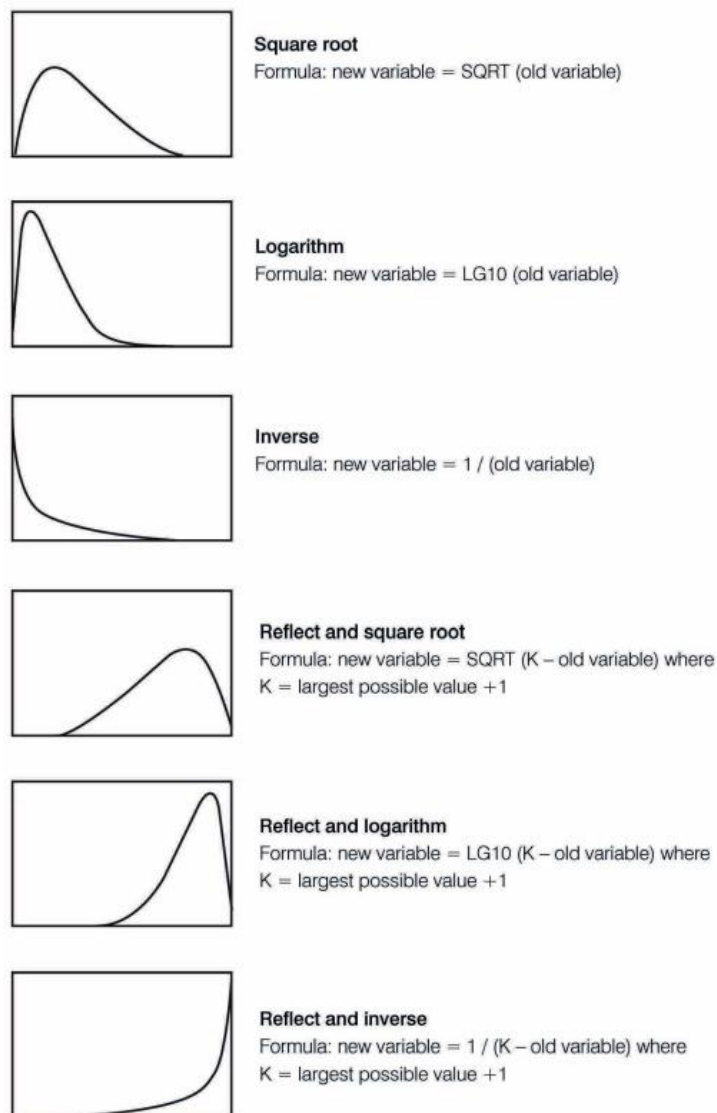 Square root
Formula: new variable = SQRT (old variable)
Logarithm
Formula: new variable = LG10 (old variable)
Inverse
Formula: new variable = 1 / (old variable)
Reflect and square root
Formula: new variable = SQRT (K – old variable) where
K = largest possible value +1
Reflect and logarithm
Formula: new variable = LG10 (K – old variable) where
K = largest possible value +1
Reflect and inverse
Formula: new variable = 1 / (K – old variable) where
K = largest possible value +1